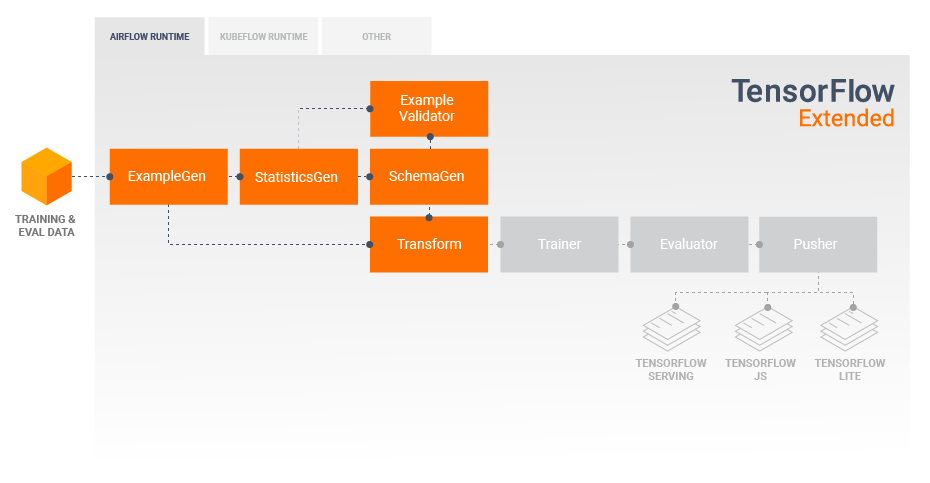 AIRFLOW RUNTIME
KUBEFLOW RUNTIME
OTHER
TensorFlow
Extended
Example
Validator
ExampleGen
StatisticsGen
SchemaGen
TRAINING &
EVAL DATA
Transform
Trainer
Evaluator
Pusher
TENSORFLOW
SERVING
TENSORFLOW
JS
TENSORFLOW
LITE